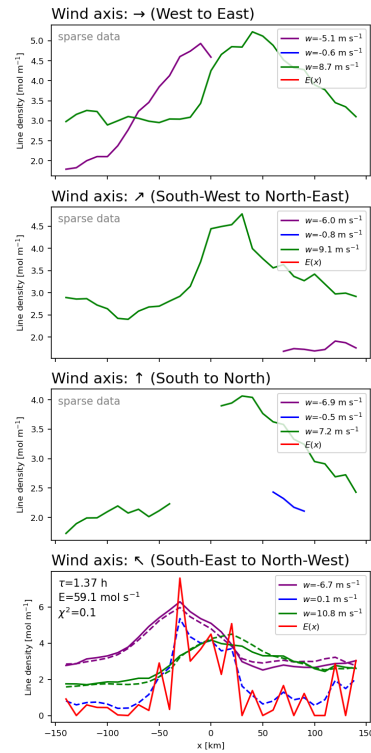 Wind axis: → (West to East)
sparse data
w=-5.1 m s⁻¹
w=-0.6 m s⁻¹
w=8.7 m s⁻¹
E(x)
Line density [mol m⁻¹]
5.0
4.5
4.0
3.5
3.0
2.5
2.0
Wind axis: ↗ (South-West to North-East)
sparse data
w=-6.0 m s⁻¹
w=-0.8 m s⁻¹
w=9.1 m s⁻¹
E(x)
Line density [mol m⁻¹]
4.5
4.0
3.5
3.0
2.5
2.0
Wind axis: ↑ (South to North)
sparse data
w=-6.9 m s⁻¹
w=-0.5 m s⁻¹
w=7.2 m s⁻¹
E(x)
Line density [mol m⁻¹]
4.0
3.5
3.0
2.5
2.0
Wind axis: ↖ (South-East to North-West)
τ=1.37 h
E=59.1 mol s⁻¹
χ²=0.1
w=-6.7 m s⁻¹
w=0.1 m s⁻¹
w=10.8 m s⁻¹
E(x)
Line density [mol m⁻¹]
6
4
2
0
−150 −100 −50 0 50 100 150
x [km]